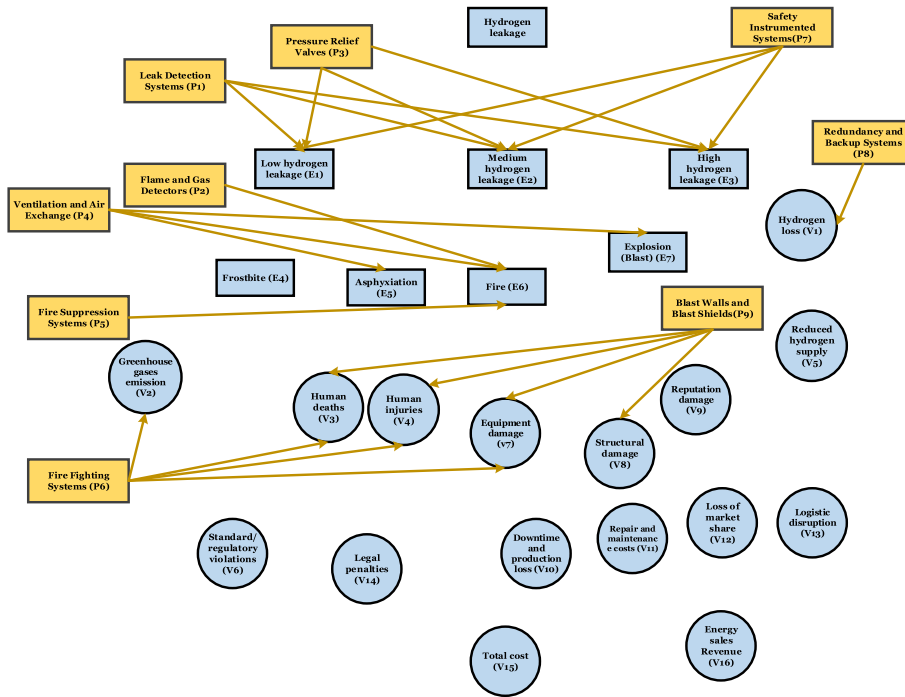 Hydrogen
leakage
Safety
Instrumented
Systems(P7)
Pressure Relief
Valves (P3)
Leak Detection
Systems (P1)
Redundancy and
Backup Systems
(P8)
Low hydrogen
leakage (E1)
Medium
hydrogen
leakage (E2)
High
hydrogen
leakage (E3)
Flame and Gas
Detectors (P2)
Ventilation and Air
Exchange (P4)
Hydrogen
loss (V1)
Explosion
(Blast) (E7)
Frostbite (E4)
Asphyxiation
(E5)
Fire (E6)
Fire Suppression
Systems (P5)
Blast Walls and
Blast Shields(P9)
Reduced
hydrogen
supply
(V5)
Greenhouse
gases
emission
(V2)
Human
deaths
(V3)
Human
injuries
(V4)
Reputation
damage
(V9)
Equipment
damage
(v7)
Structural
damage
(V8)
Fire Fighting
Systems (P6)
Standard/
regulatory
violations
(V6)
Legal
penalties
(V14)
Downtime
and
production
loss (V10)
Repair and
maintenanc
e costs (V11)
Loss of
market
share
(V12)
Logistic
disruption
(V13)
Total cost
(V15)
Energy
sales
Revenue
(V16)